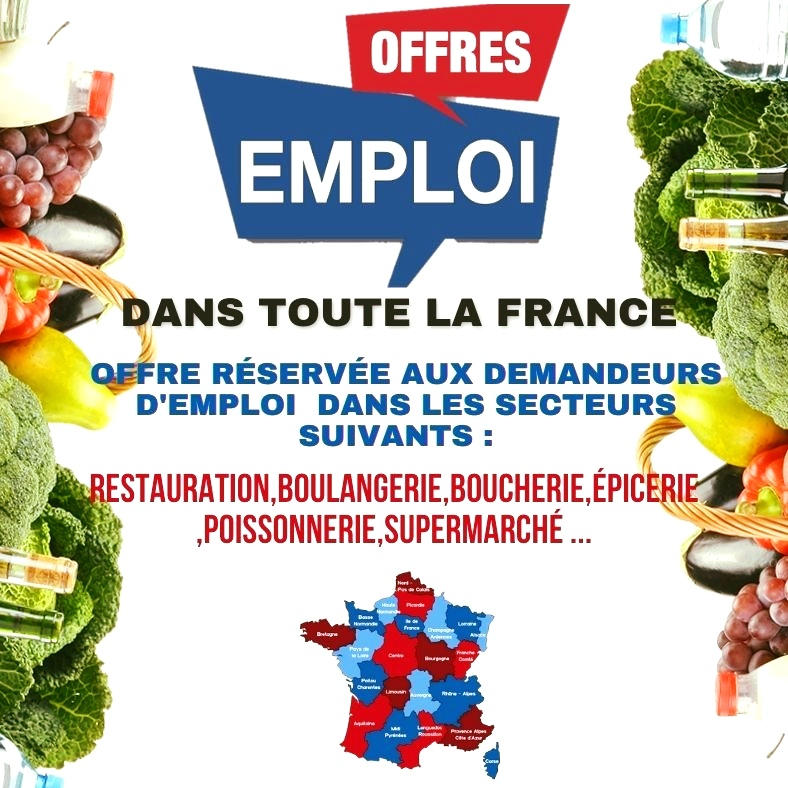 OFFRES
EMPLOI
DANS TOUTE LA FRANCE
OFFRE RÉSERVÉE AUX DEMANDEURS
D'EMPLOI DANS LES SECTEURS
SUIVANTS :
RESTAURATION,BOULANGERIE,BOUCHERIE,ÉPICERIE
,POISSONNERIE,SUPERMARCHÉ ...
Nord -
Pas de Calais
Haute
Normandie
Picardie
Basse
Normandie
Ile de
France
Champagne
Ardennes
Lorraine
Alsace
Bretagne
Pays de
la Loire
Centre
Bourgogne
Franche
Comté
Poitou
Charentes
Limousin
Auvergne
Rhône - Alpes
Aquitaine
Midi
Pyrénées
Languedoc
Roussillon
Provence Alpes
Côte d'Azur
Corse